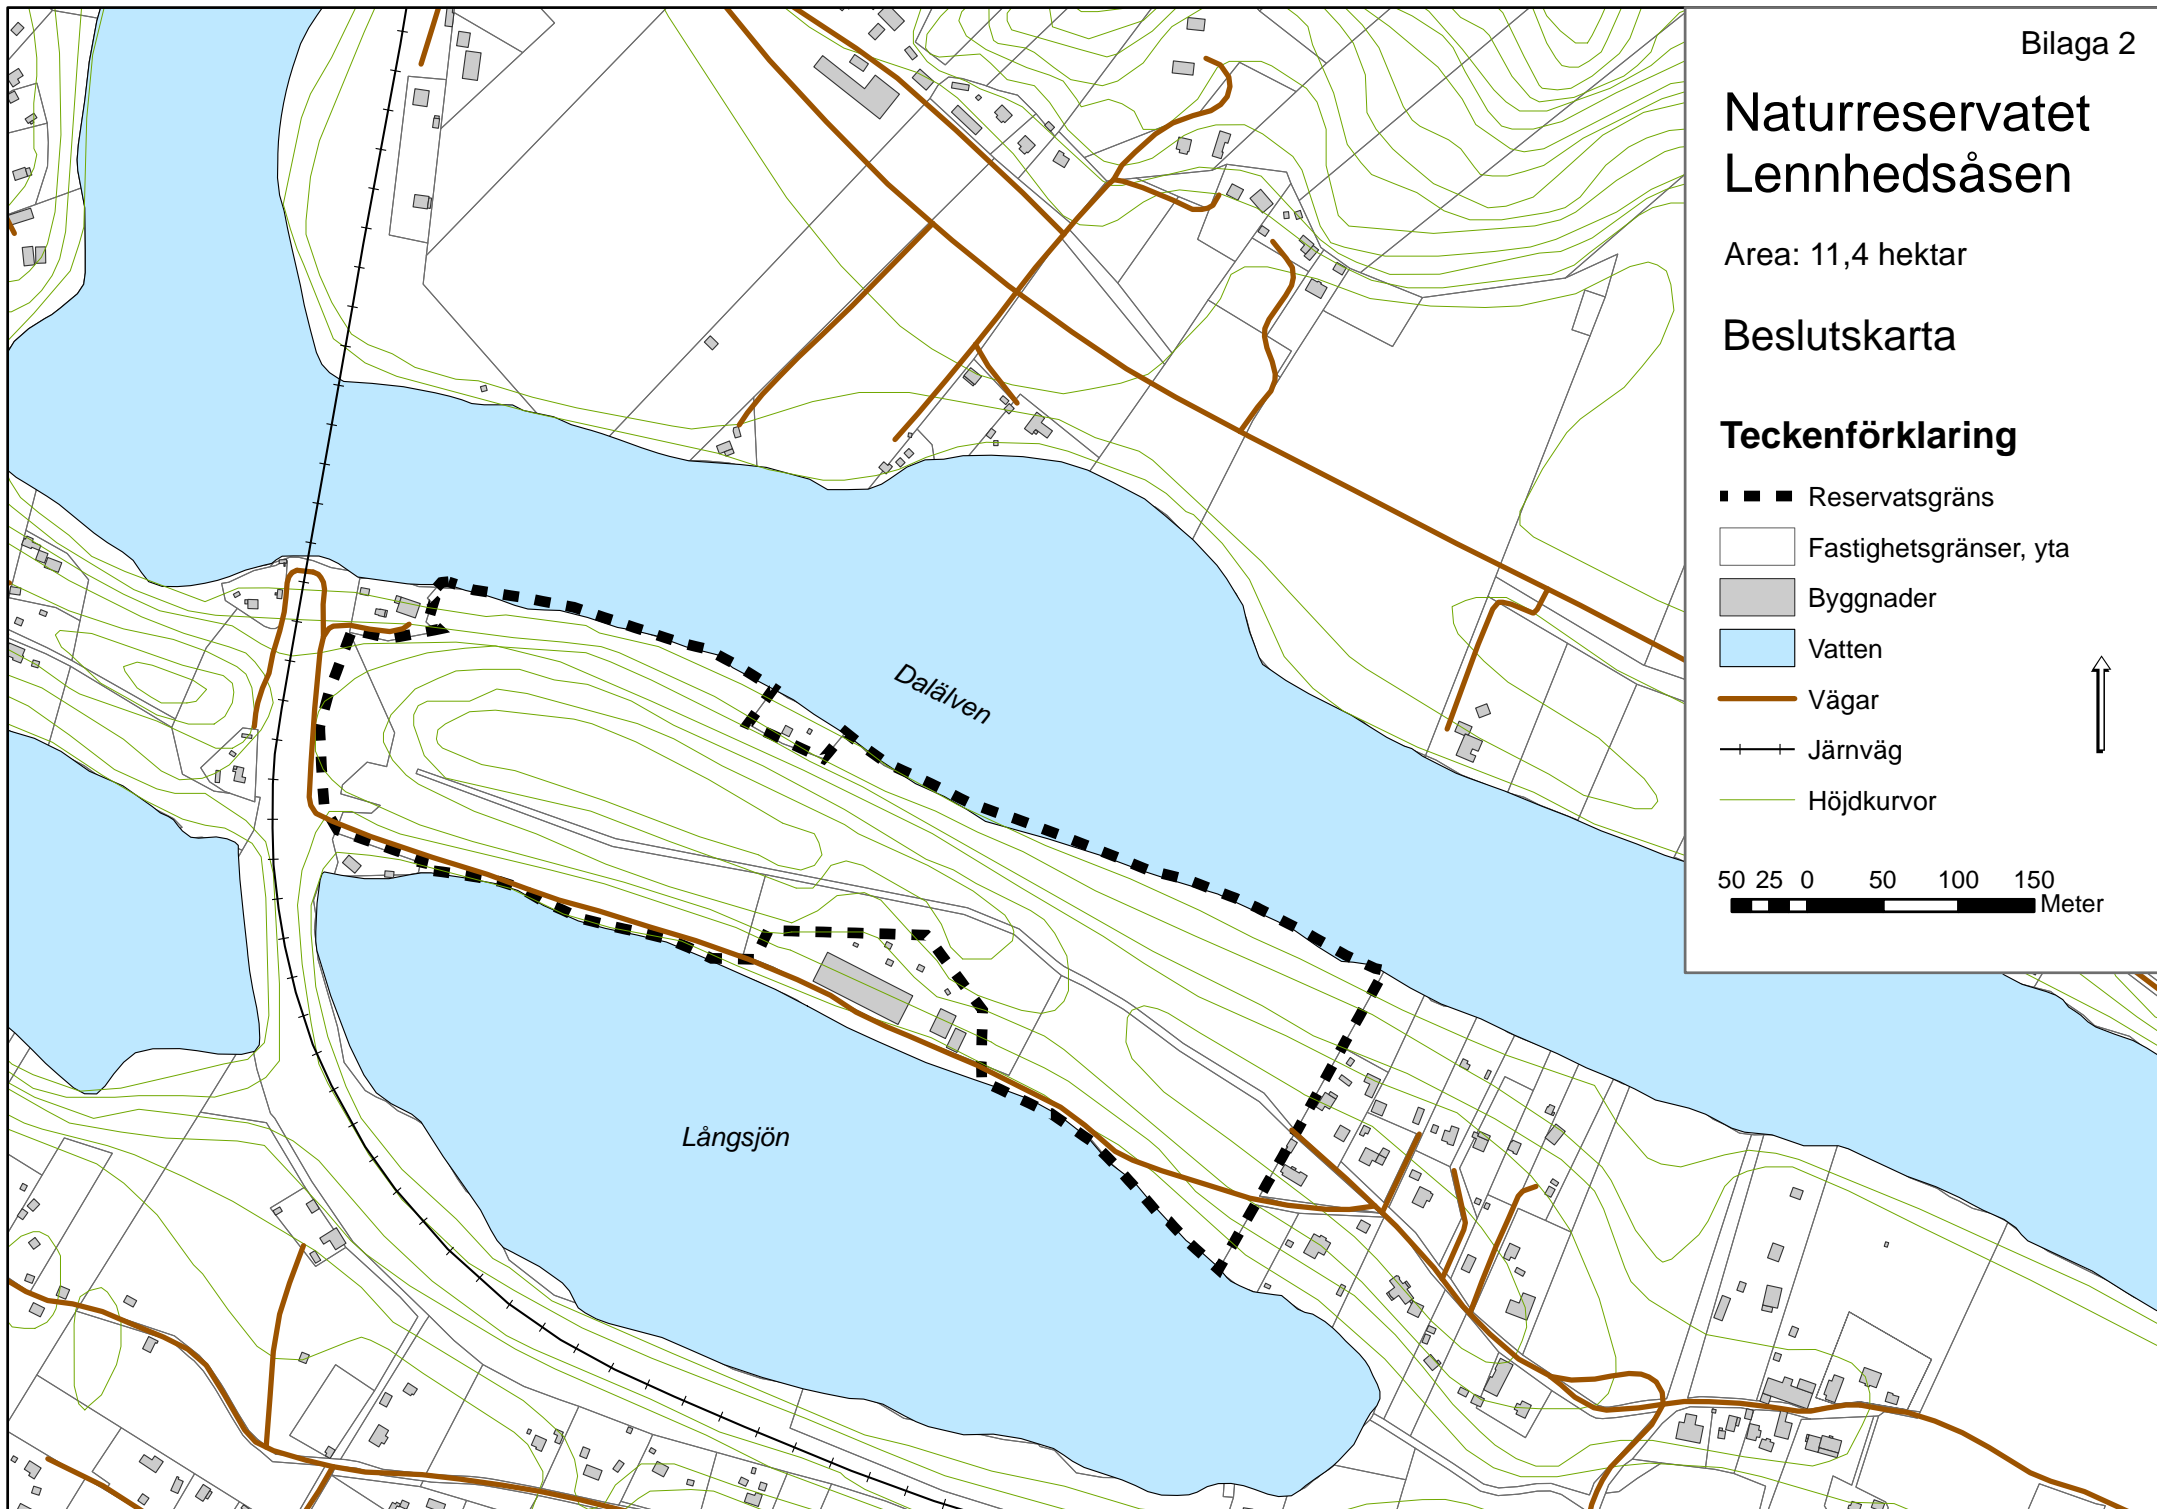 Bilaga 2
Naturreservatet
Lennhedsåsen
Area: 11,4 hektar
Beslutskarta
Teckenförklaring
Reservatsgräns
Fastighetsgränser, yta
Byggnader
Vatten
Vägar
Järnväg
Höjdkurvor
50 25 0 50 100 150
Meter
Dalälven
Långsjön